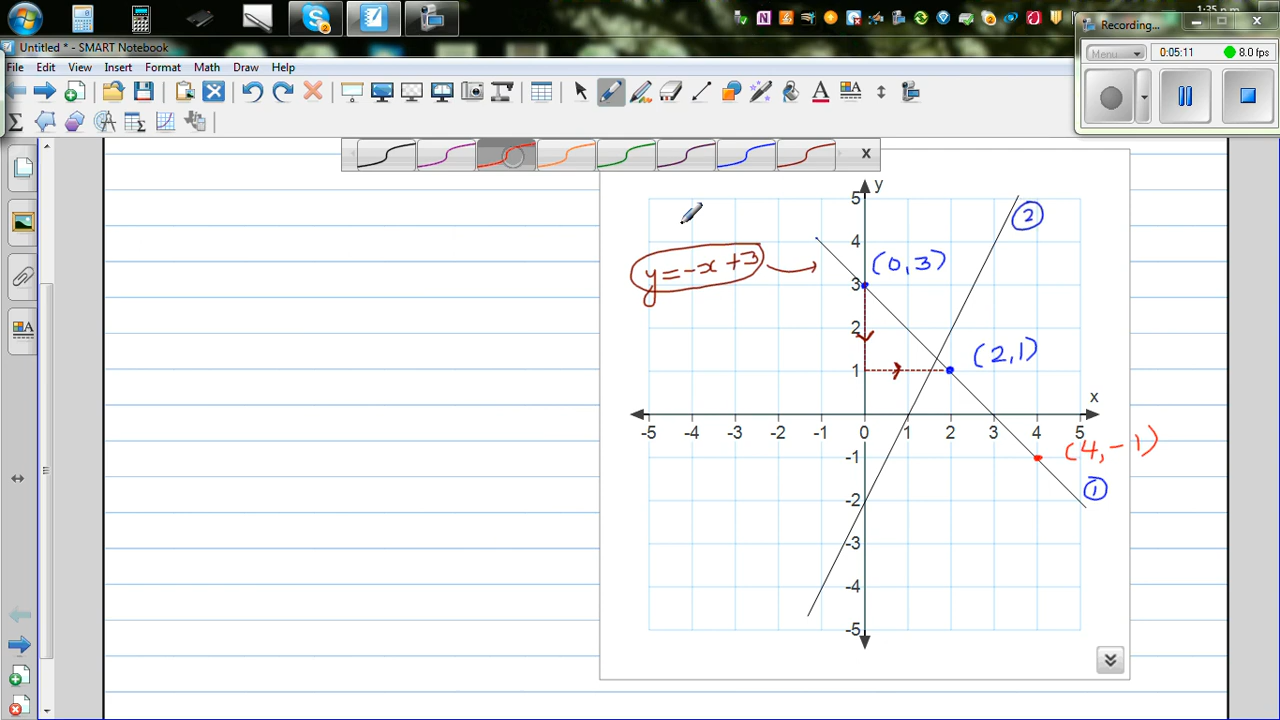 1:35 p.m.
Recording...
Untitled * - SMART Notebook
Menu
0:05:11
8.0 fps
File Edit View Insert Format Math Draw Help
x
y
5
②
4
y = -x + 3
(0, 3)
3
2
(2, 1)
1
x
-5 -4 -3 -2 -1 0 1 2 3 4 5
(4, -1)
-1
①
-2
-3
-4
-5